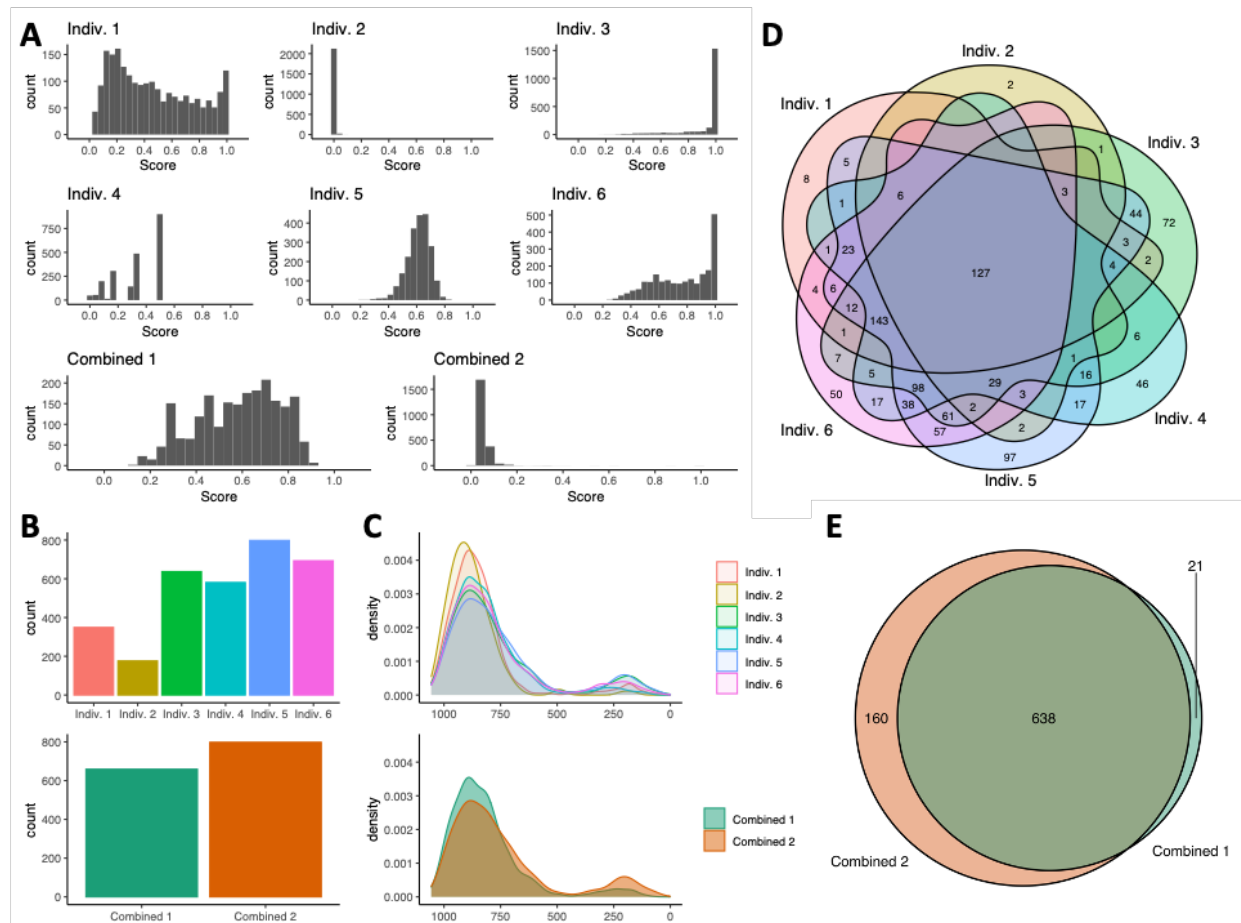 A
Indiv. 1
Indiv. 2
Indiv. 3
count
150
100
50
0
0.0 0.2 0.4 0.6 0.8 1.0
Score
2000
1500
1000
500
0
0.0 0.2 0.4 0.6 0.8 1.0
Score
count
1500
1000
500
0
0.0 0.2 0.4 0.6 0.8 1.0
Score
Indiv. 4
Indiv. 5
Indiv. 6
count
750
500
250
0
0.0 0.2 0.4 0.6 0.8 1.0
Score
count
400
300
200
100
0
0.0 0.2 0.4 0.6 0.8 1.0
Score
count
500
400
300
200
100
0
0.0 0.2 0.4 0.6 0.8 1.0
Score
Combined 1
Combined 2
count
200
150
100
50
0
0.0 0.2 0.4 0.6 0.8 1.0
Score
count
1500
1000
500
0
0.0 0.2 0.4 0.6 0.8 1.0
Score
B
count
800
600
400
200
0
Indiv. 1 Indiv. 2 Indiv. 3 Indiv. 4 Indiv. 5 Indiv. 6
count
800
600
400
200
0
Combined 1 Combined 2
C
density
0.004
0.003
0.002
0.001
0.000
1000 750 500 250 0
Indiv. 1
Indiv. 2
Indiv. 3
Indiv. 4
Indiv. 5
Indiv. 6
density
0.004
0.003
0.002
0.001
0.000
1000 750 500 250 0
Combined 1
Combined 2
D
Indiv. 2
2
Indiv. 1
Indiv. 3
1
5
8
6
3
1
44
72
1
23
3
2
4
127
4
6
12
143
1
6
7
5
1
16
50
17
98
29
46
38
3
17
61
2
57
2
97
Indiv. 6
Indiv. 4
Indiv. 5
E
21
160
638
Combined 2
Combined 1